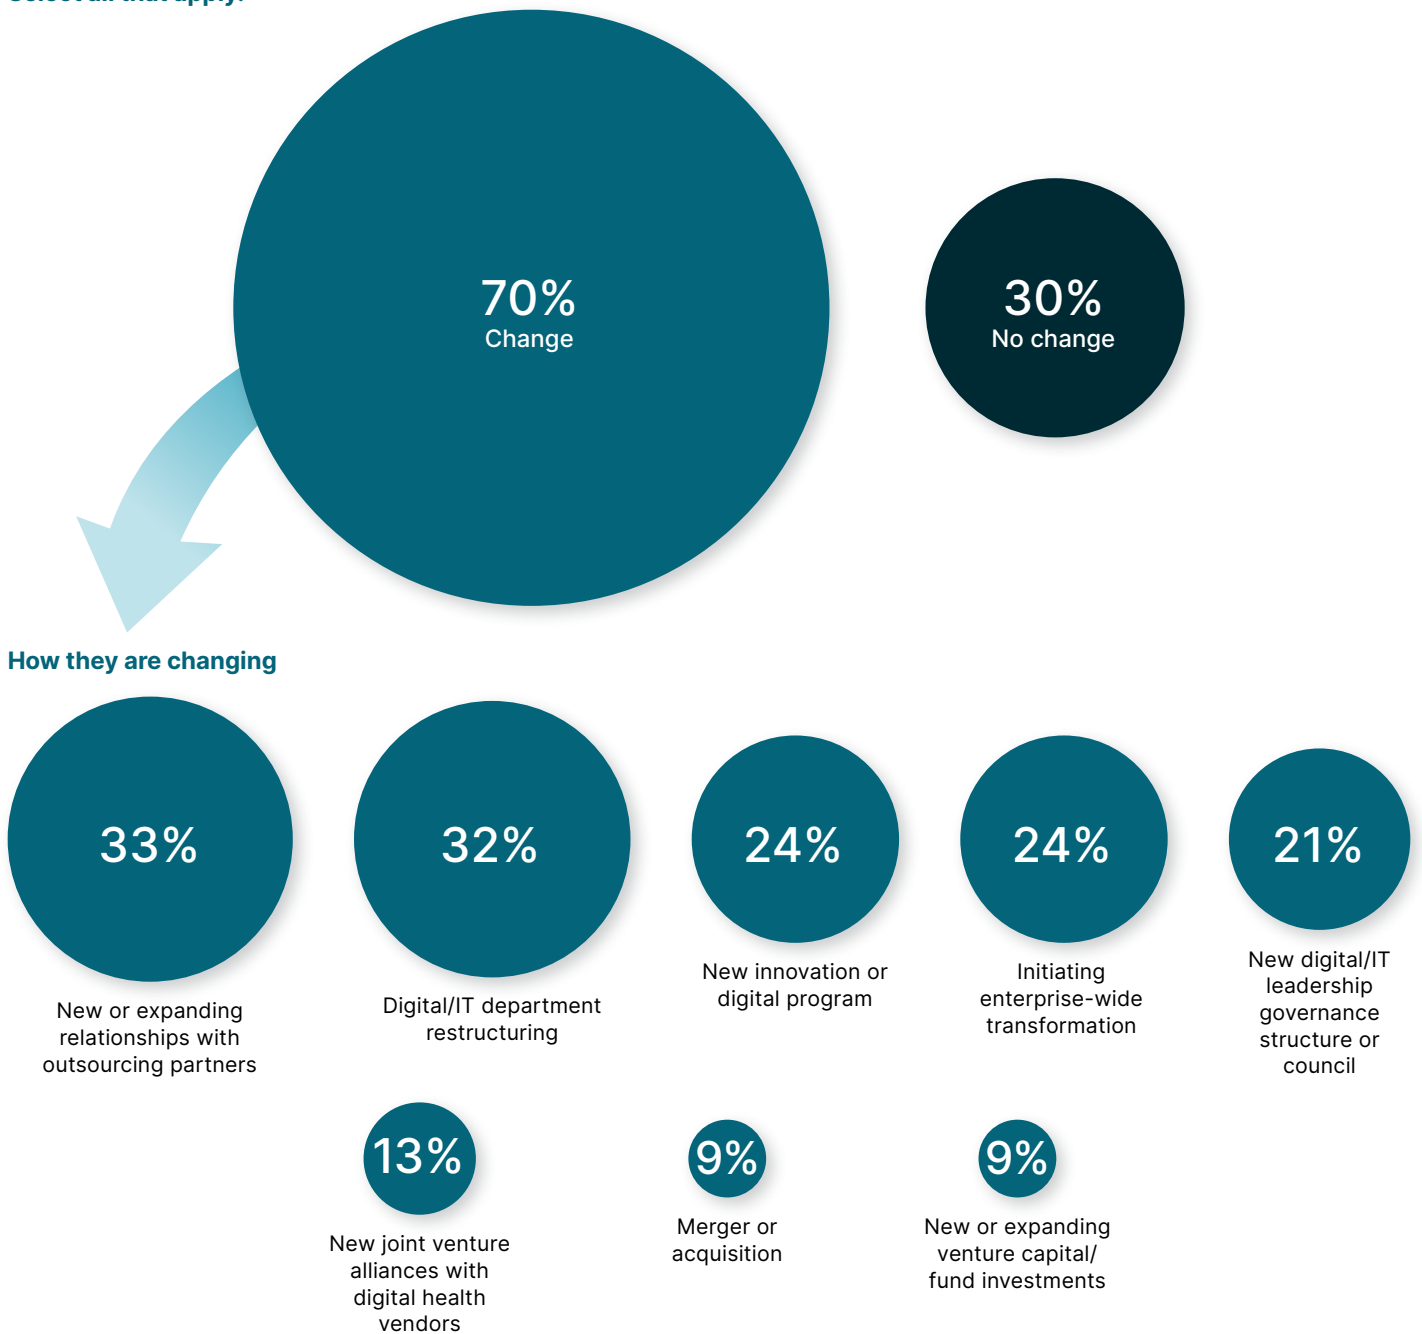 70%
Change
30%
No change
How they are changing
33%
New or expanding
relationships with
outsourcing partners
32%
Digital/IT department
restructuring
24%
New innovation or
digital program
24%
Initiating
enterprise-wide
transformation
21%
New digital/IT
leadership
governance
structure or
council
13%
New joint venture
alliances with
digital health
vendors
9%
Merger or
acquisition
9%
New or expanding
venture capital/
fund investments